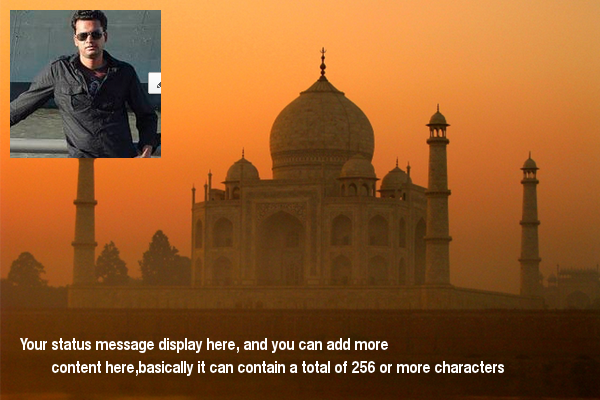 Your status message display here, and you can add more
content here,basically it can contain a total of 256 or more characters